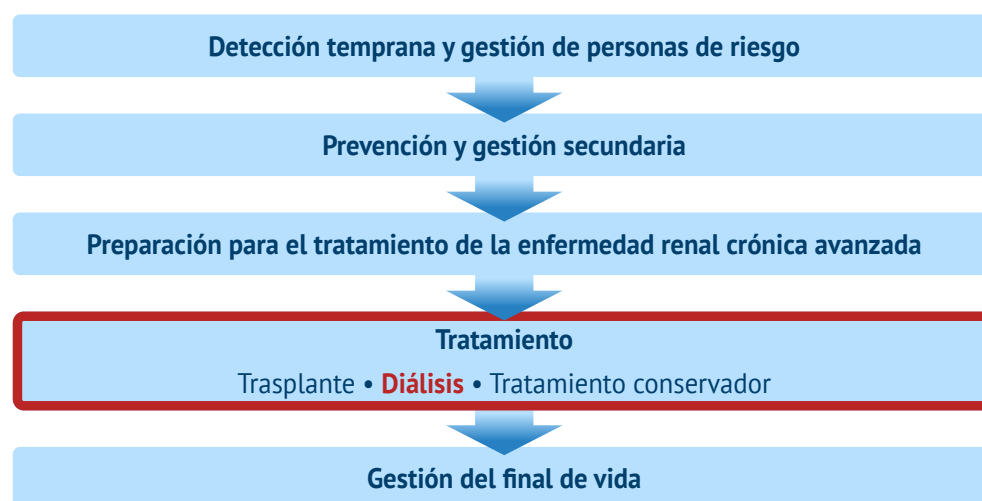 Detección temprana y gestión de personas de riesgo
Prevención y gestión secundaria
Preparación para el tratamiento de la enfermedad renal crónica avanzada
Tratamiento
Trasplante • Diálisis • Tratamiento conservador
Gestión del final de vida